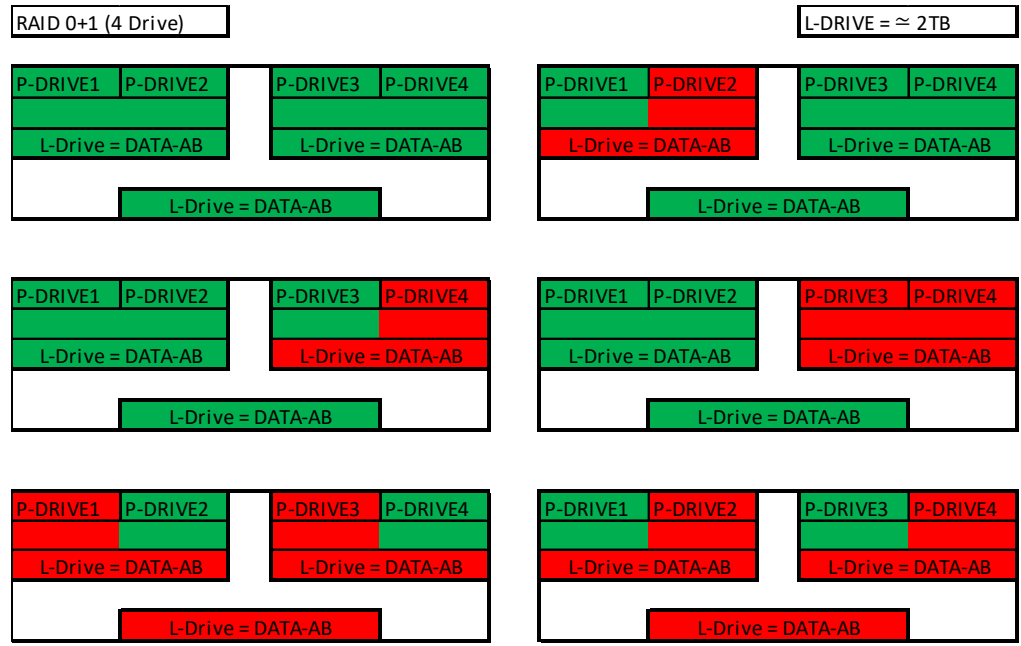 RAID 0+1 (4 Drive) L-DRIVE = ≃ 2TB
P-DRIVE1 P-DRIVE2 P-DRIVE3 P-DRIVE4 P-DRIVE1 P-DRIVE2 P-DRIVE3 P-DRIVE4
L-Drive = DATA-AB L-Drive = DATA-AB L-Drive = DATA-AB L-Drive = DATA-AB
L-Drive = DATA-AB L-Drive = DATA-AB
P-DRIVE1 P-DRIVE2 P-DRIVE3 P-DRIVE4 P-DRIVE1 P-DRIVE2 P-DRIVE3 P-DRIVE4
L-Drive = DATA-AB L-Drive = DATA-AB L-Drive = DATA-AB L-Drive = DATA-AB
L-Drive = DATA-AB L-Drive = DATA-AB
P-DRIVE1 P-DRIVE2 P-DRIVE3 P-DRIVE4 P-DRIVE1 P-DRIVE2 P-DRIVE3 P-DRIVE4
L-Drive = DATA-AB L-Drive = DATA-AB L-Drive = DATA-AB L-Drive = DATA-AB
L-Drive = DATA-AB L-Drive = DATA-AB